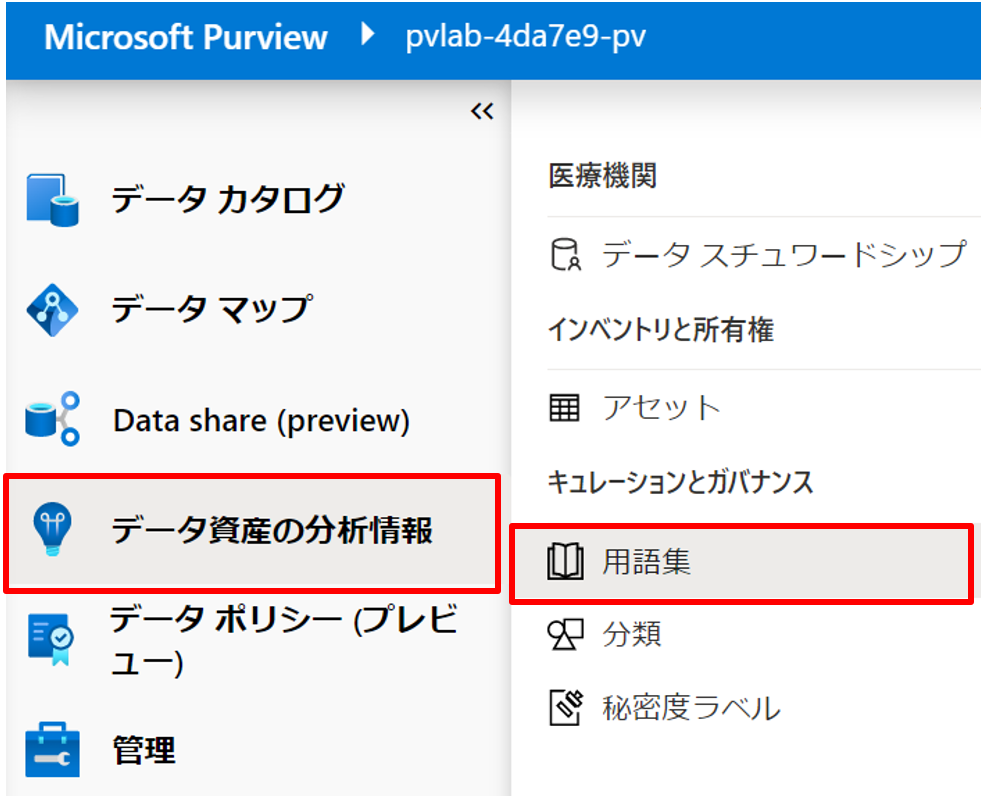 Microsoft Purview
pvlab-4da7e9-pv
データ カタログ
データ マップ
Data share (preview)
データ資産の分析情報
データ ポリシー (プレビ
ュー)
管理
医療機関
データ スチュワードシップ
インベントリと所有権
アセット
キュレーションとガバナンス
用語集
分類
秘密度ラベル